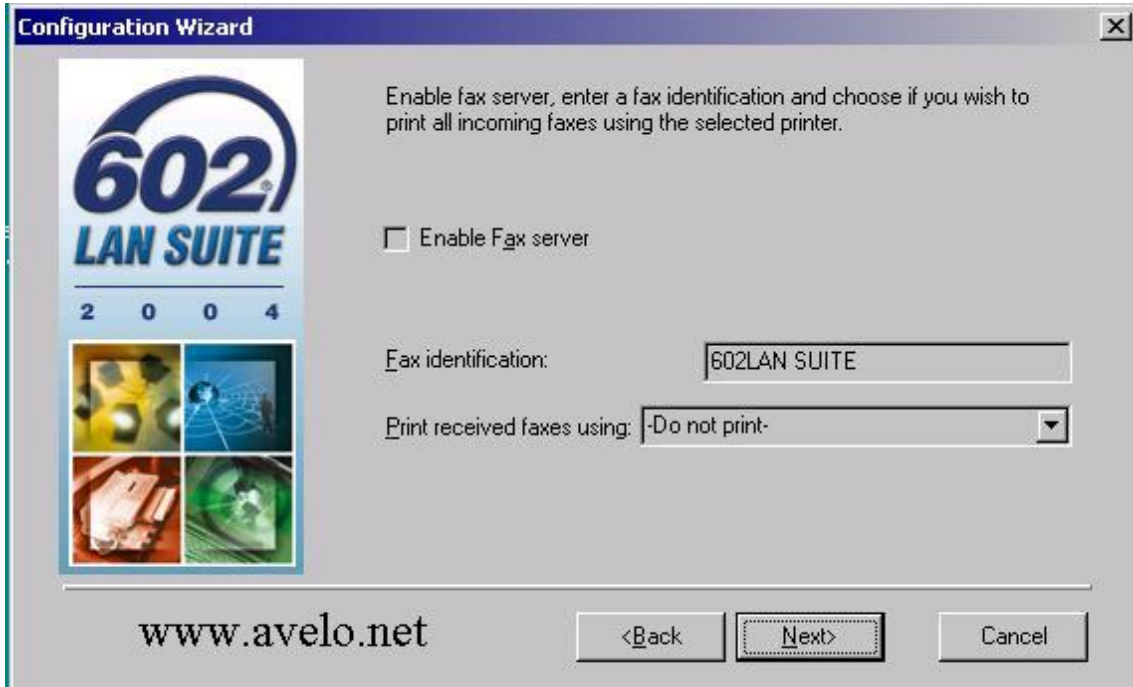 Configuration Wizard
602®
LAN SUITE
2 0 0 4
Enable fax server, enter a fax identification and choose if you wish to
print all incoming faxes using the selected printer.
Enable Fax server
Fax identification: 602LAN SUITE
Print received faxes using: -Do not print-
www.avelo.net
<Back Next> Cancel